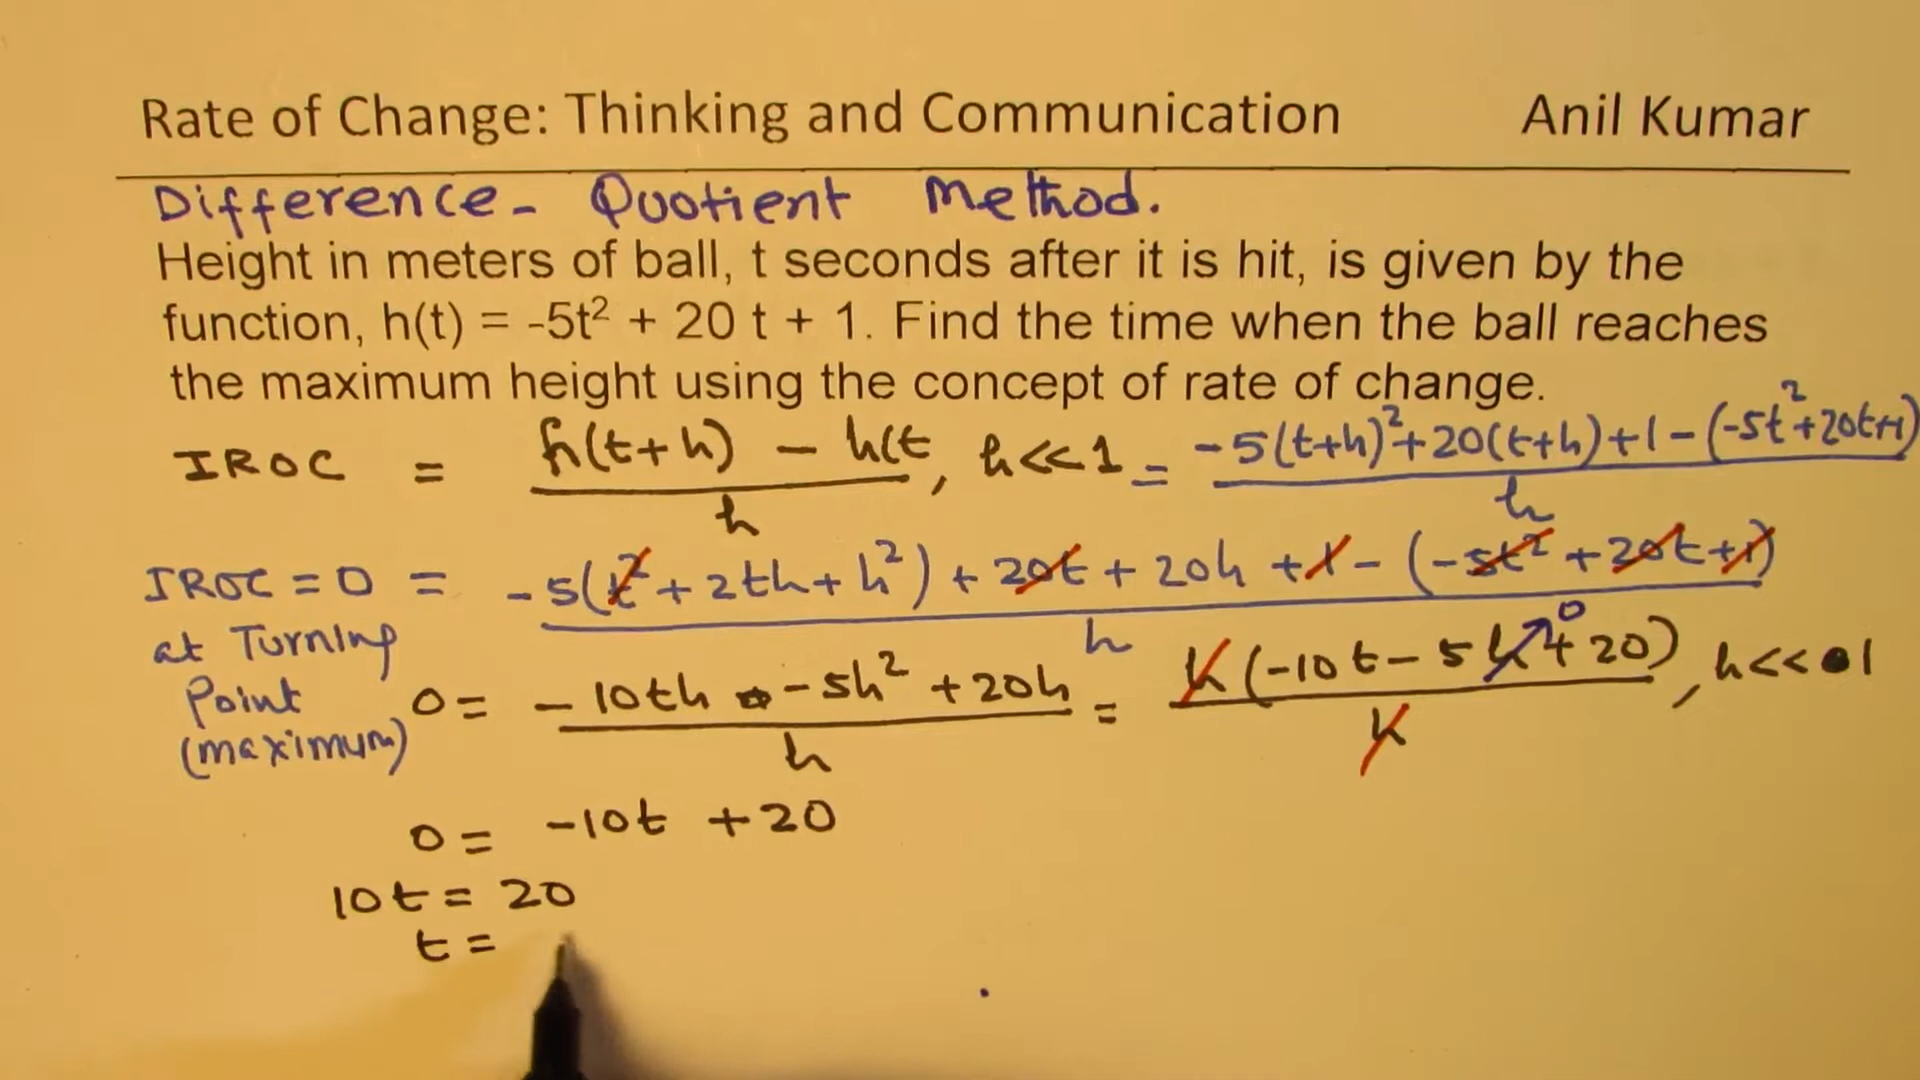 Rate of Change: Thinking and Communication Anil Kumar
Difference - Quotient Method.
Height in meters of ball, t seconds after it is hit, is given by the
function, h(t) = -5t² + 20 t + 1. Find the time when the ball reaches
the maximum height using the concept of rate of change.
IROC = h(t+h) - h(t / h , h<<1 = -5(t+h)²+20(t+h)+1-(-5t²+20t+1) / h
IROC = 0 = -5(t²+2th+h²)+20t+20h+1-(-5t²+20t+1) / h
at Turning
Point
(maximum)
0 = -10th -5h²+20h / h = h(-10t-5h+20) / h , h<<1
0
0 = -10t +20
10t = 20
t =